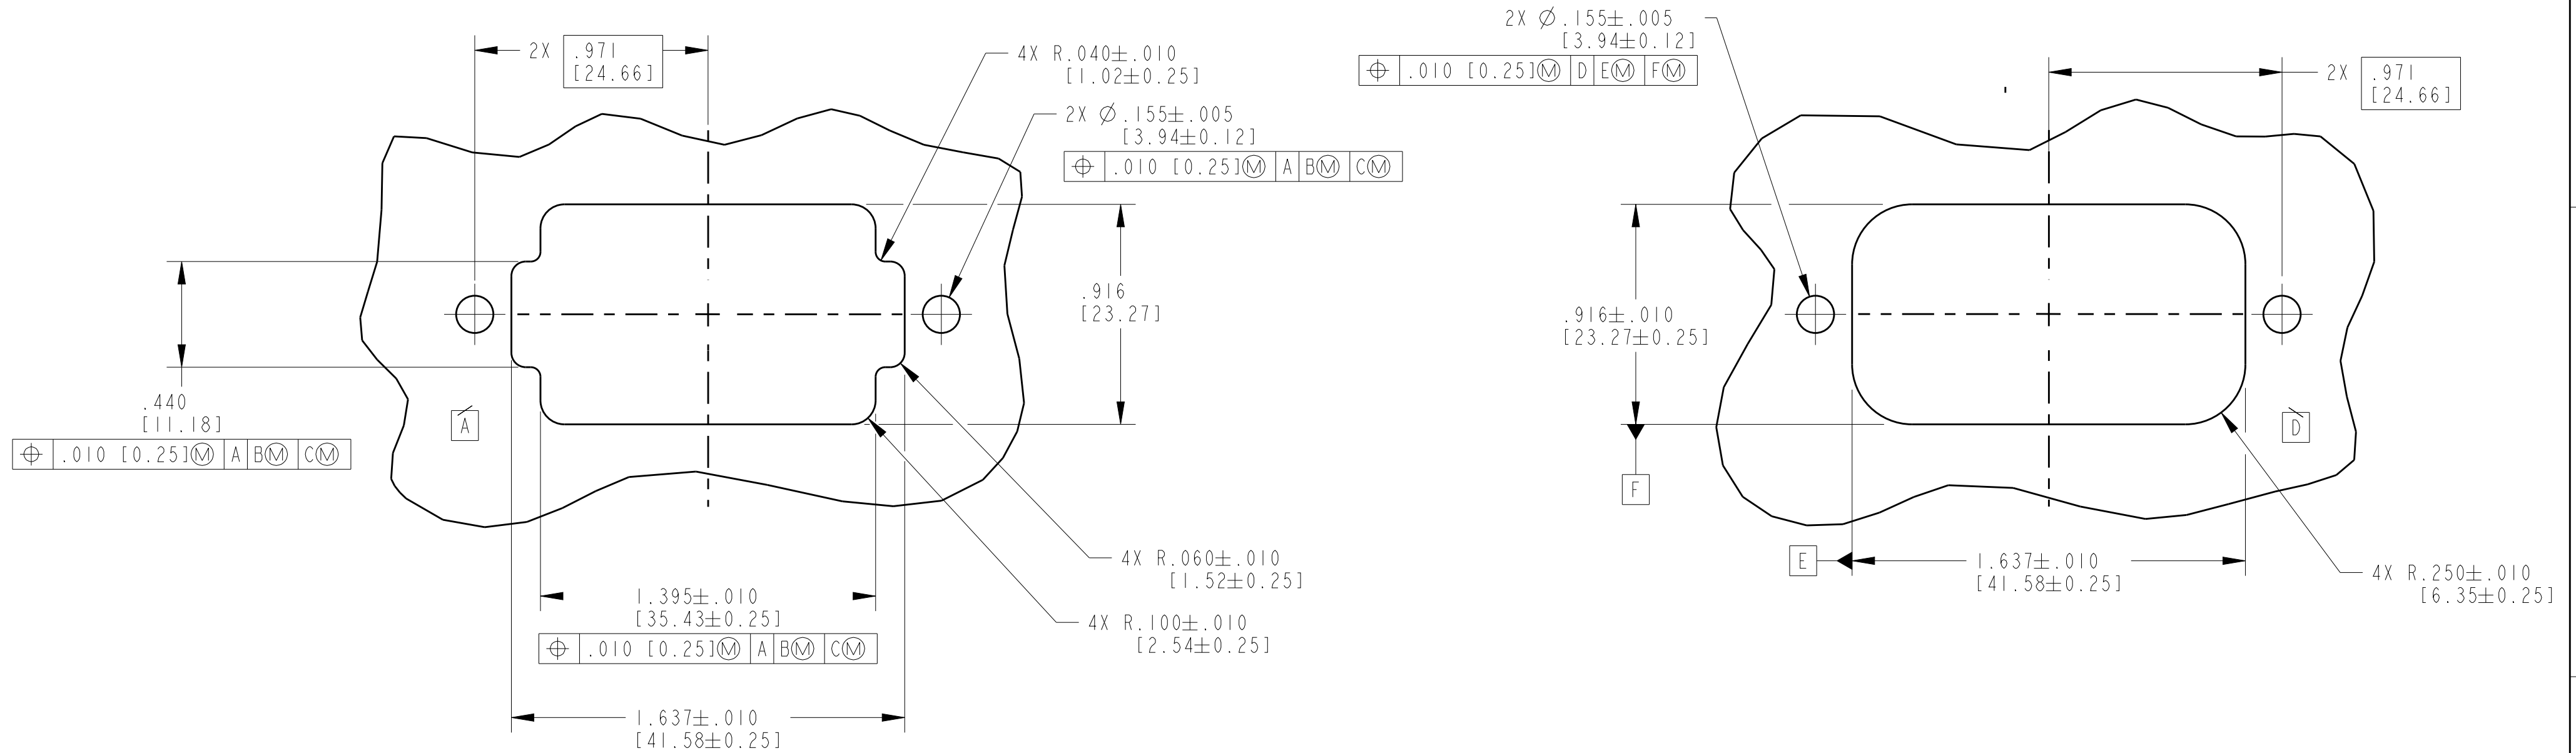 2X .971
[24.66]
4X R.040±.010
[1.02±0.25]
2X ∅.155±.005
[3.94±0.12]
⌖ .010 [0.25]Ⓜ A BⓂ CⓂ
.916
[23.27]
.440
[11.18]
⌖ .010 [0.25]Ⓜ A BⓂ CⓂ
A
4X R.060±.010
[1.52±0.25]
4X R.100±.010
[2.54±0.25]
1.395±.010
[35.43±0.25]
⌖ .010 [0.25]Ⓜ A BⓂ CⓂ
1.637±.010
[41.58±0.25]
2X ∅.155±.005
[3.94±0.12]
⌖ .010 [0.25]Ⓜ D EⓂ FⓂ
2X .971
[24.66]
.916±.010
[23.27±0.25]
D
F
E
1.637±.010
[41.58±0.25]
4X R.250±.010
[6.35±0.25]